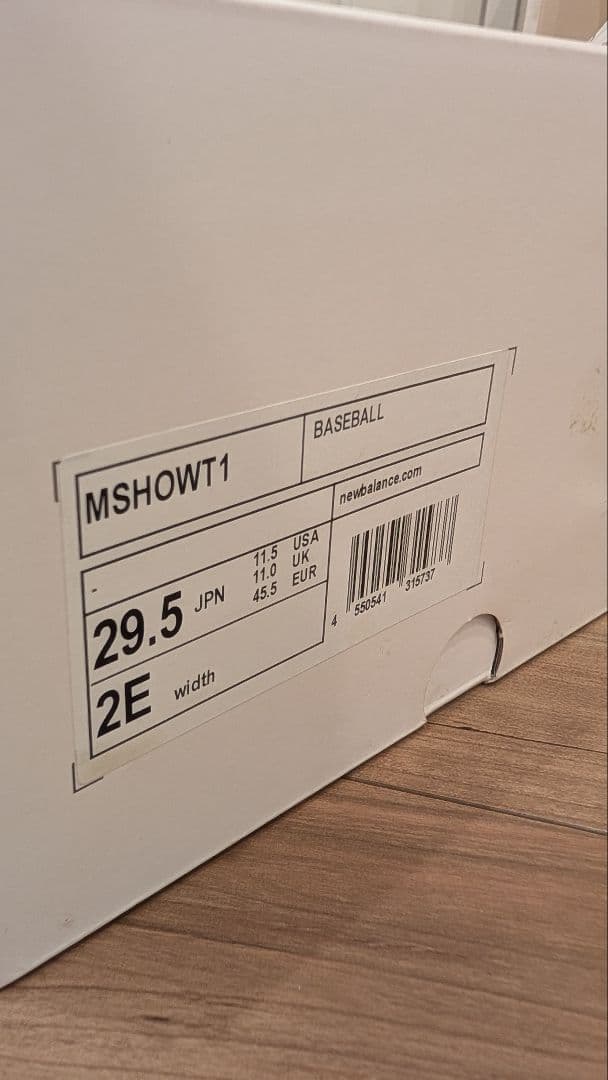 MSHOWT1
BASEBALL
newbalance.com
-
29.5 JPN
11.5 USA
11.0 UK
45.5 EUR
2E width
4 550541 315737